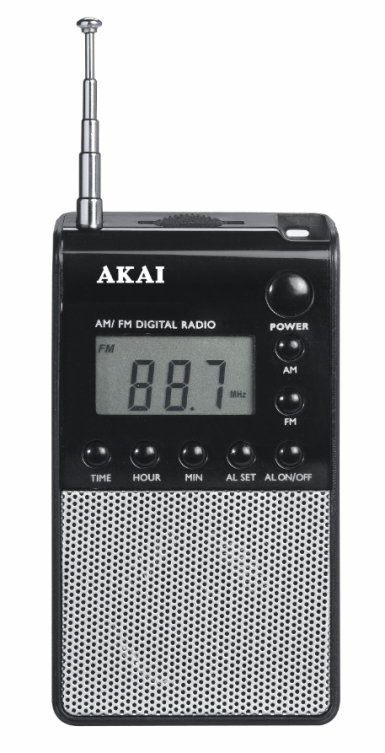 AKAI
AM/ FM DIGITAL RADIO
POWER
FM
88.7 MHz
AM
FM
TIME HOUR MIN AL SET AL ON/OFF